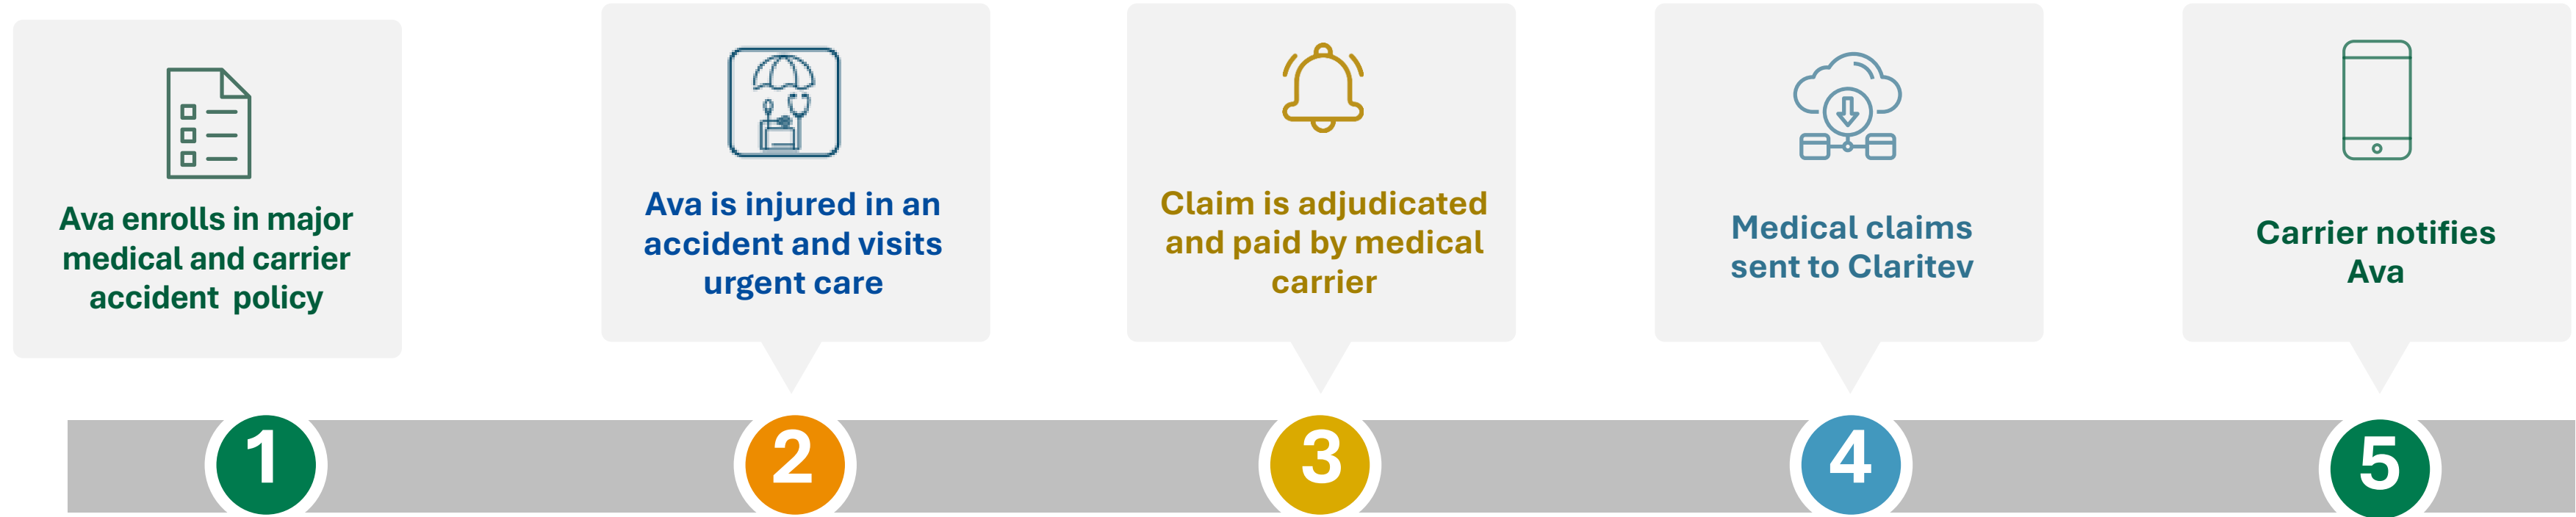 Ava enrolls in major
medical and carrier
accident  policy
Ava is injured in an
accident and visits
urgent care
Claim is adjudicated
and paid by medical
carrier
Medical claims
sent to Claritev
Carrier notifies
Ava
1
2
3
4
5